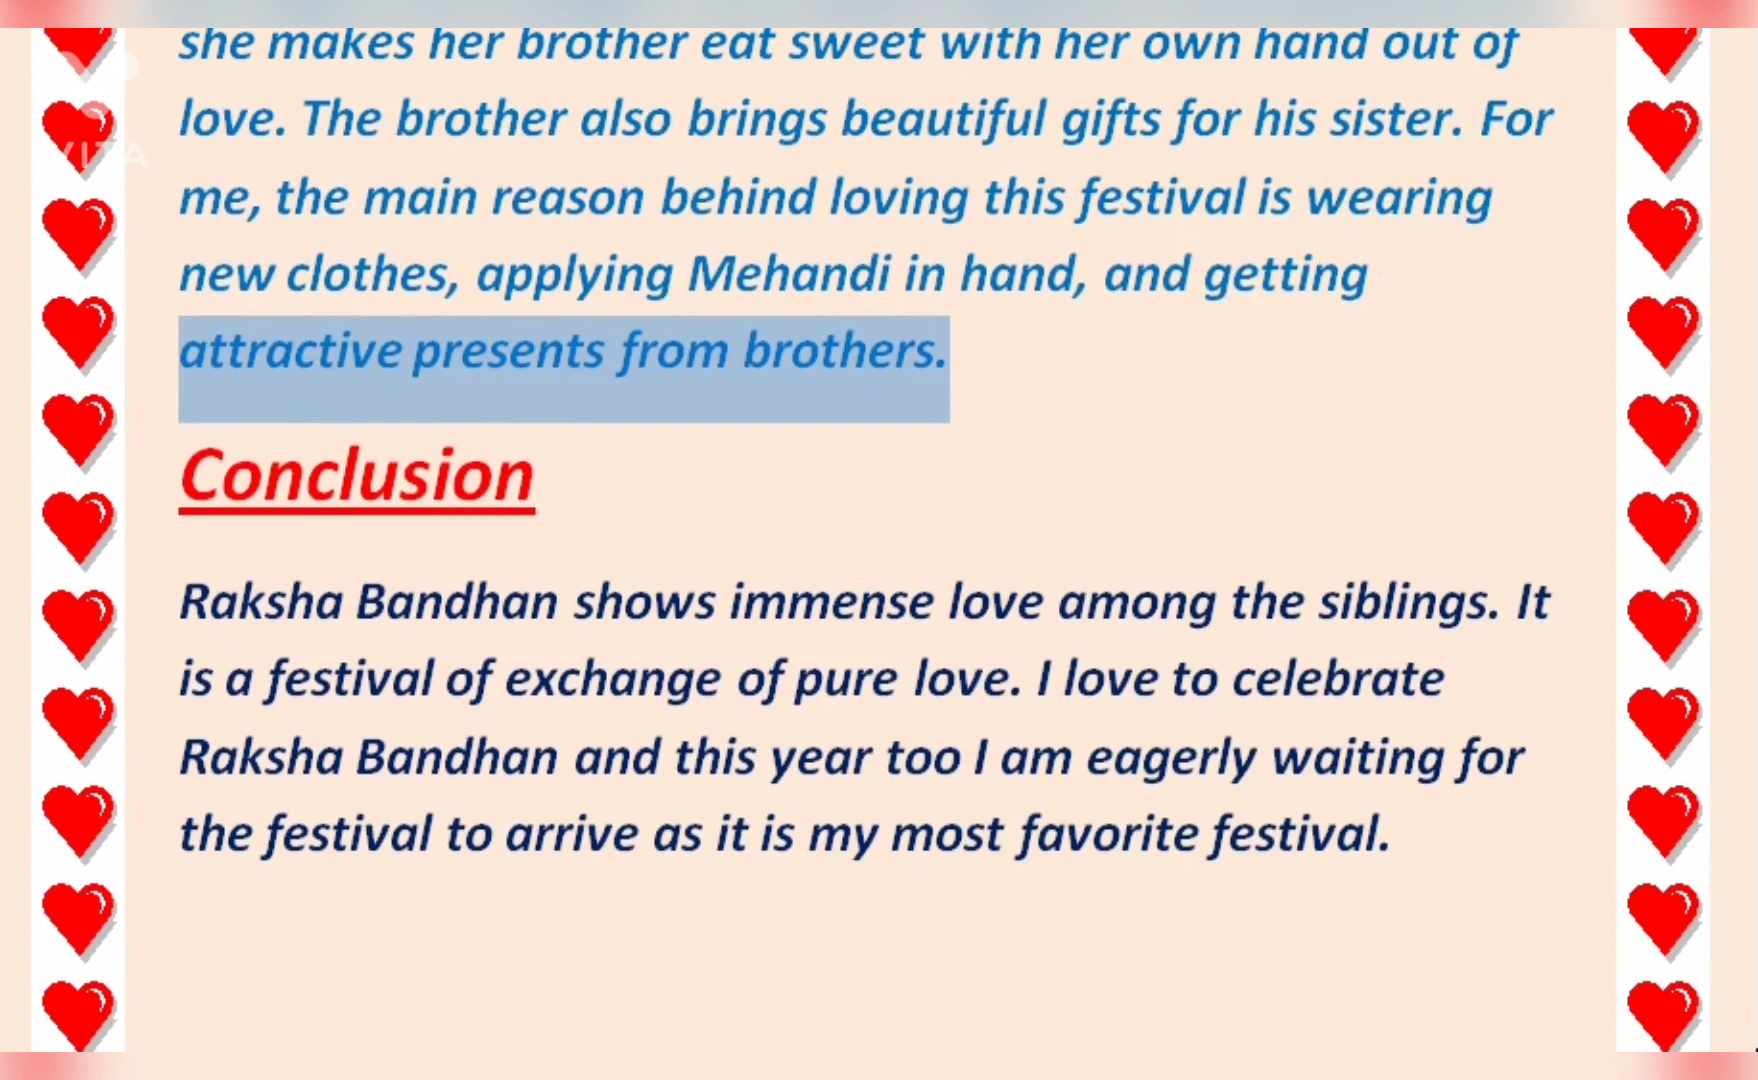 she makes her brother eat sweet with her own hand out of
love. The brother also brings beautiful gifts for his sister. For
me, the main reason behind loving this festival is wearing
new clothes, applying Mehandi in hand, and getting
attractive presents from brothers.
Conclusion
Raksha Bandhan shows immense love among the siblings. It
is a festival of exchange of pure love. I love to celebrate
Raksha Bandhan and this year too I am eagerly waiting for
the festival to arrive as it is my most favorite festival.
VITA